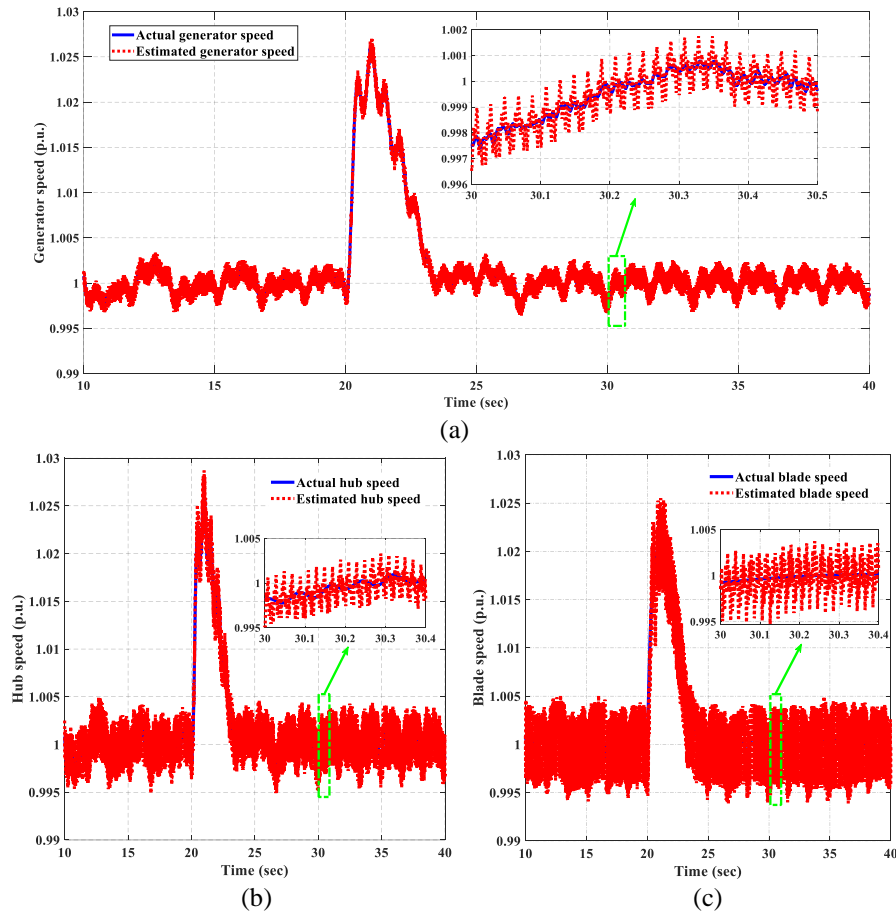 1.03
1.025
1.02
1.015
1.01
1.005
1
0.995
0.99
Generator speed (p.u.)
Actual generator speed
Estimated generator speed
1.002
1.001
1
0.999
0.998
0.997
0.996
30 30.1 30.2 30.3 30.4 30.5
10 15 20 25 30 35 40
Time (sec)
(a)
1.03
1.025
1.02
1.015
1.01
1.005
1
0.995
0.99
Hub speed (p.u.)
Actual hub speed
Estimated hub speed
1.005
1
0.995
30 30.1 30.2 30.3 30.4
10 15 20 25 30 35 40
Time (sec)
(b)
1.03
1.025
1.02
1.015
1.01
1.005
1
0.995
0.99
Blade speed (p.u.)
Actual blade speed
Estimated blade speed
1.005
1
0.995
30 30.1 30.2 30.3 30.4
10 15 20 25 30 35 40
Time (sec)
(c)